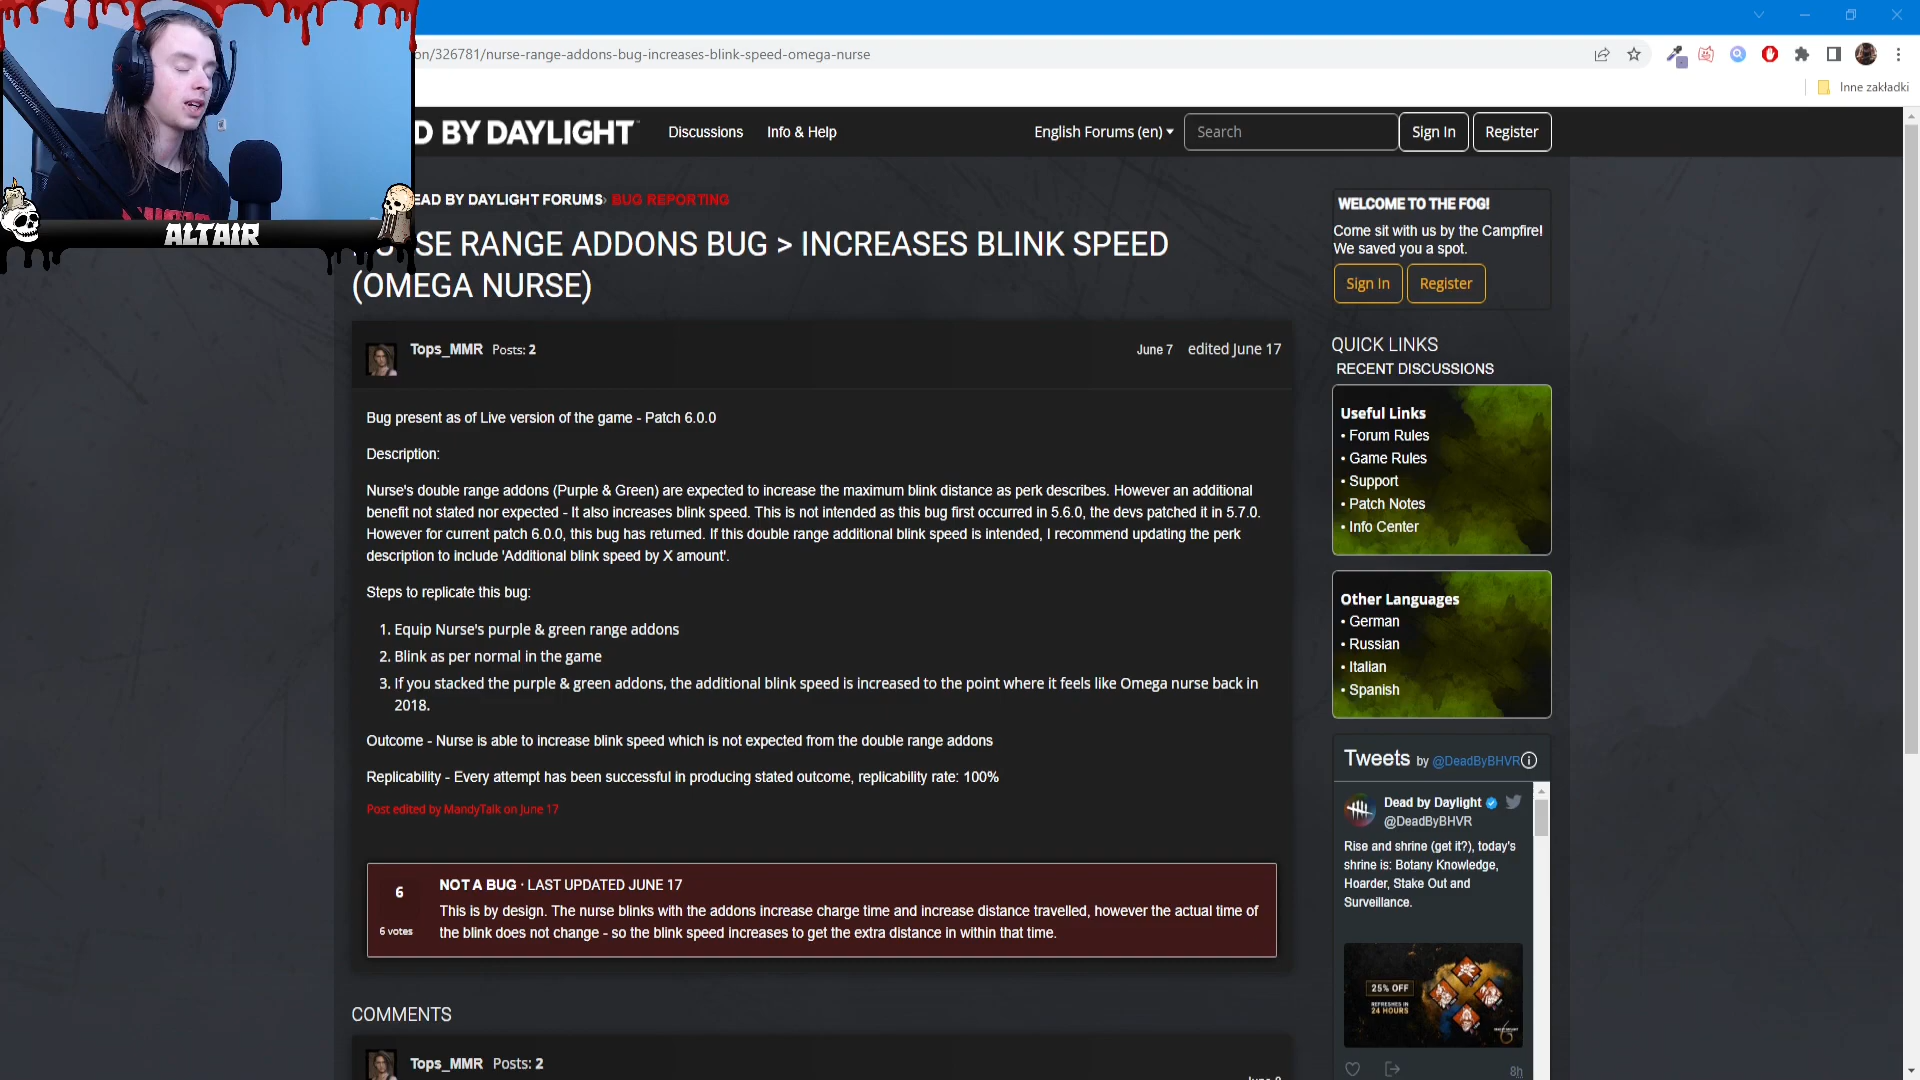 on/326781/nurse-range-addons-bug-increases-blink-speed-omega-nurse
Inne zakładki
D BY DAYLIGHT
Discussions
Info & Help
English Forums (en)
Search
Sign In
Register
ALTAIR
EAD BY DAYLIGHT FORUMS› BUG REPORTING
RSE RANGE ADDONS BUG > INCREASES BLINK SPEED
(OMEGA NURSE)
Tops_MMR Posts: 2
June 7 edited June 17
Bug present as of Live version of the game - Patch 6.0.0
Description:
Nurse's double range addons (Purple & Green) are expected to increase the maximum blink distance as perk describes. However an additional
benefit not stated nor expected - It also increases blink speed. This is not intended as this bug first occurred in 5.6.0, the devs patched it in 5.7.0.
However for current patch 6.0.0, this bug has returned. If this double range additional blink speed is intended, I recommend updating the perk
description to include 'Additional blink speed by X amount'.
Steps to replicate this bug:
1. Equip Nurse's purple & green range addons
2. Blink as per normal in the game
3. If you stacked the purple & green addons, the additional blink speed is increased to the point where it feels like Omega nurse back in
2018.
Outcome - Nurse is able to increase blink speed which is not expected from the double range addons
Replicability - Every attempt has been successful in producing stated outcome, replicability rate: 100%
Post edited by MandyTalk on June 17
6
6 votes
NOT A BUG · LAST UPDATED JUNE 17
This is by design. The nurse blinks with the addons increase charge time and increase distance travelled, however the actual time of
the blink does not change - so the blink speed increases to get the extra distance in within that time.
COMMENTS
Tops_MMR Posts: 2
WELCOME TO THE FOG!
Come sit with us by the Campfire!
We saved you a spot.
Sign In
Register
QUICK LINKS
RECENT DISCUSSIONS
Useful Links
• Forum Rules
• Game Rules
• Support
• Patch Notes
• Info Center
Other Languages
• German
• Russian
• Italian
• Spanish
Tweets by @DeadByBHVR
Dead by Daylight
@DeadByBHVR
Rise and shrine (get it?), today's
shrine is: Botany Knowledge,
Hoarder, Stake Out and
Surveillance.
25% OFF
REFRESHES IN
24 HOURS
8h